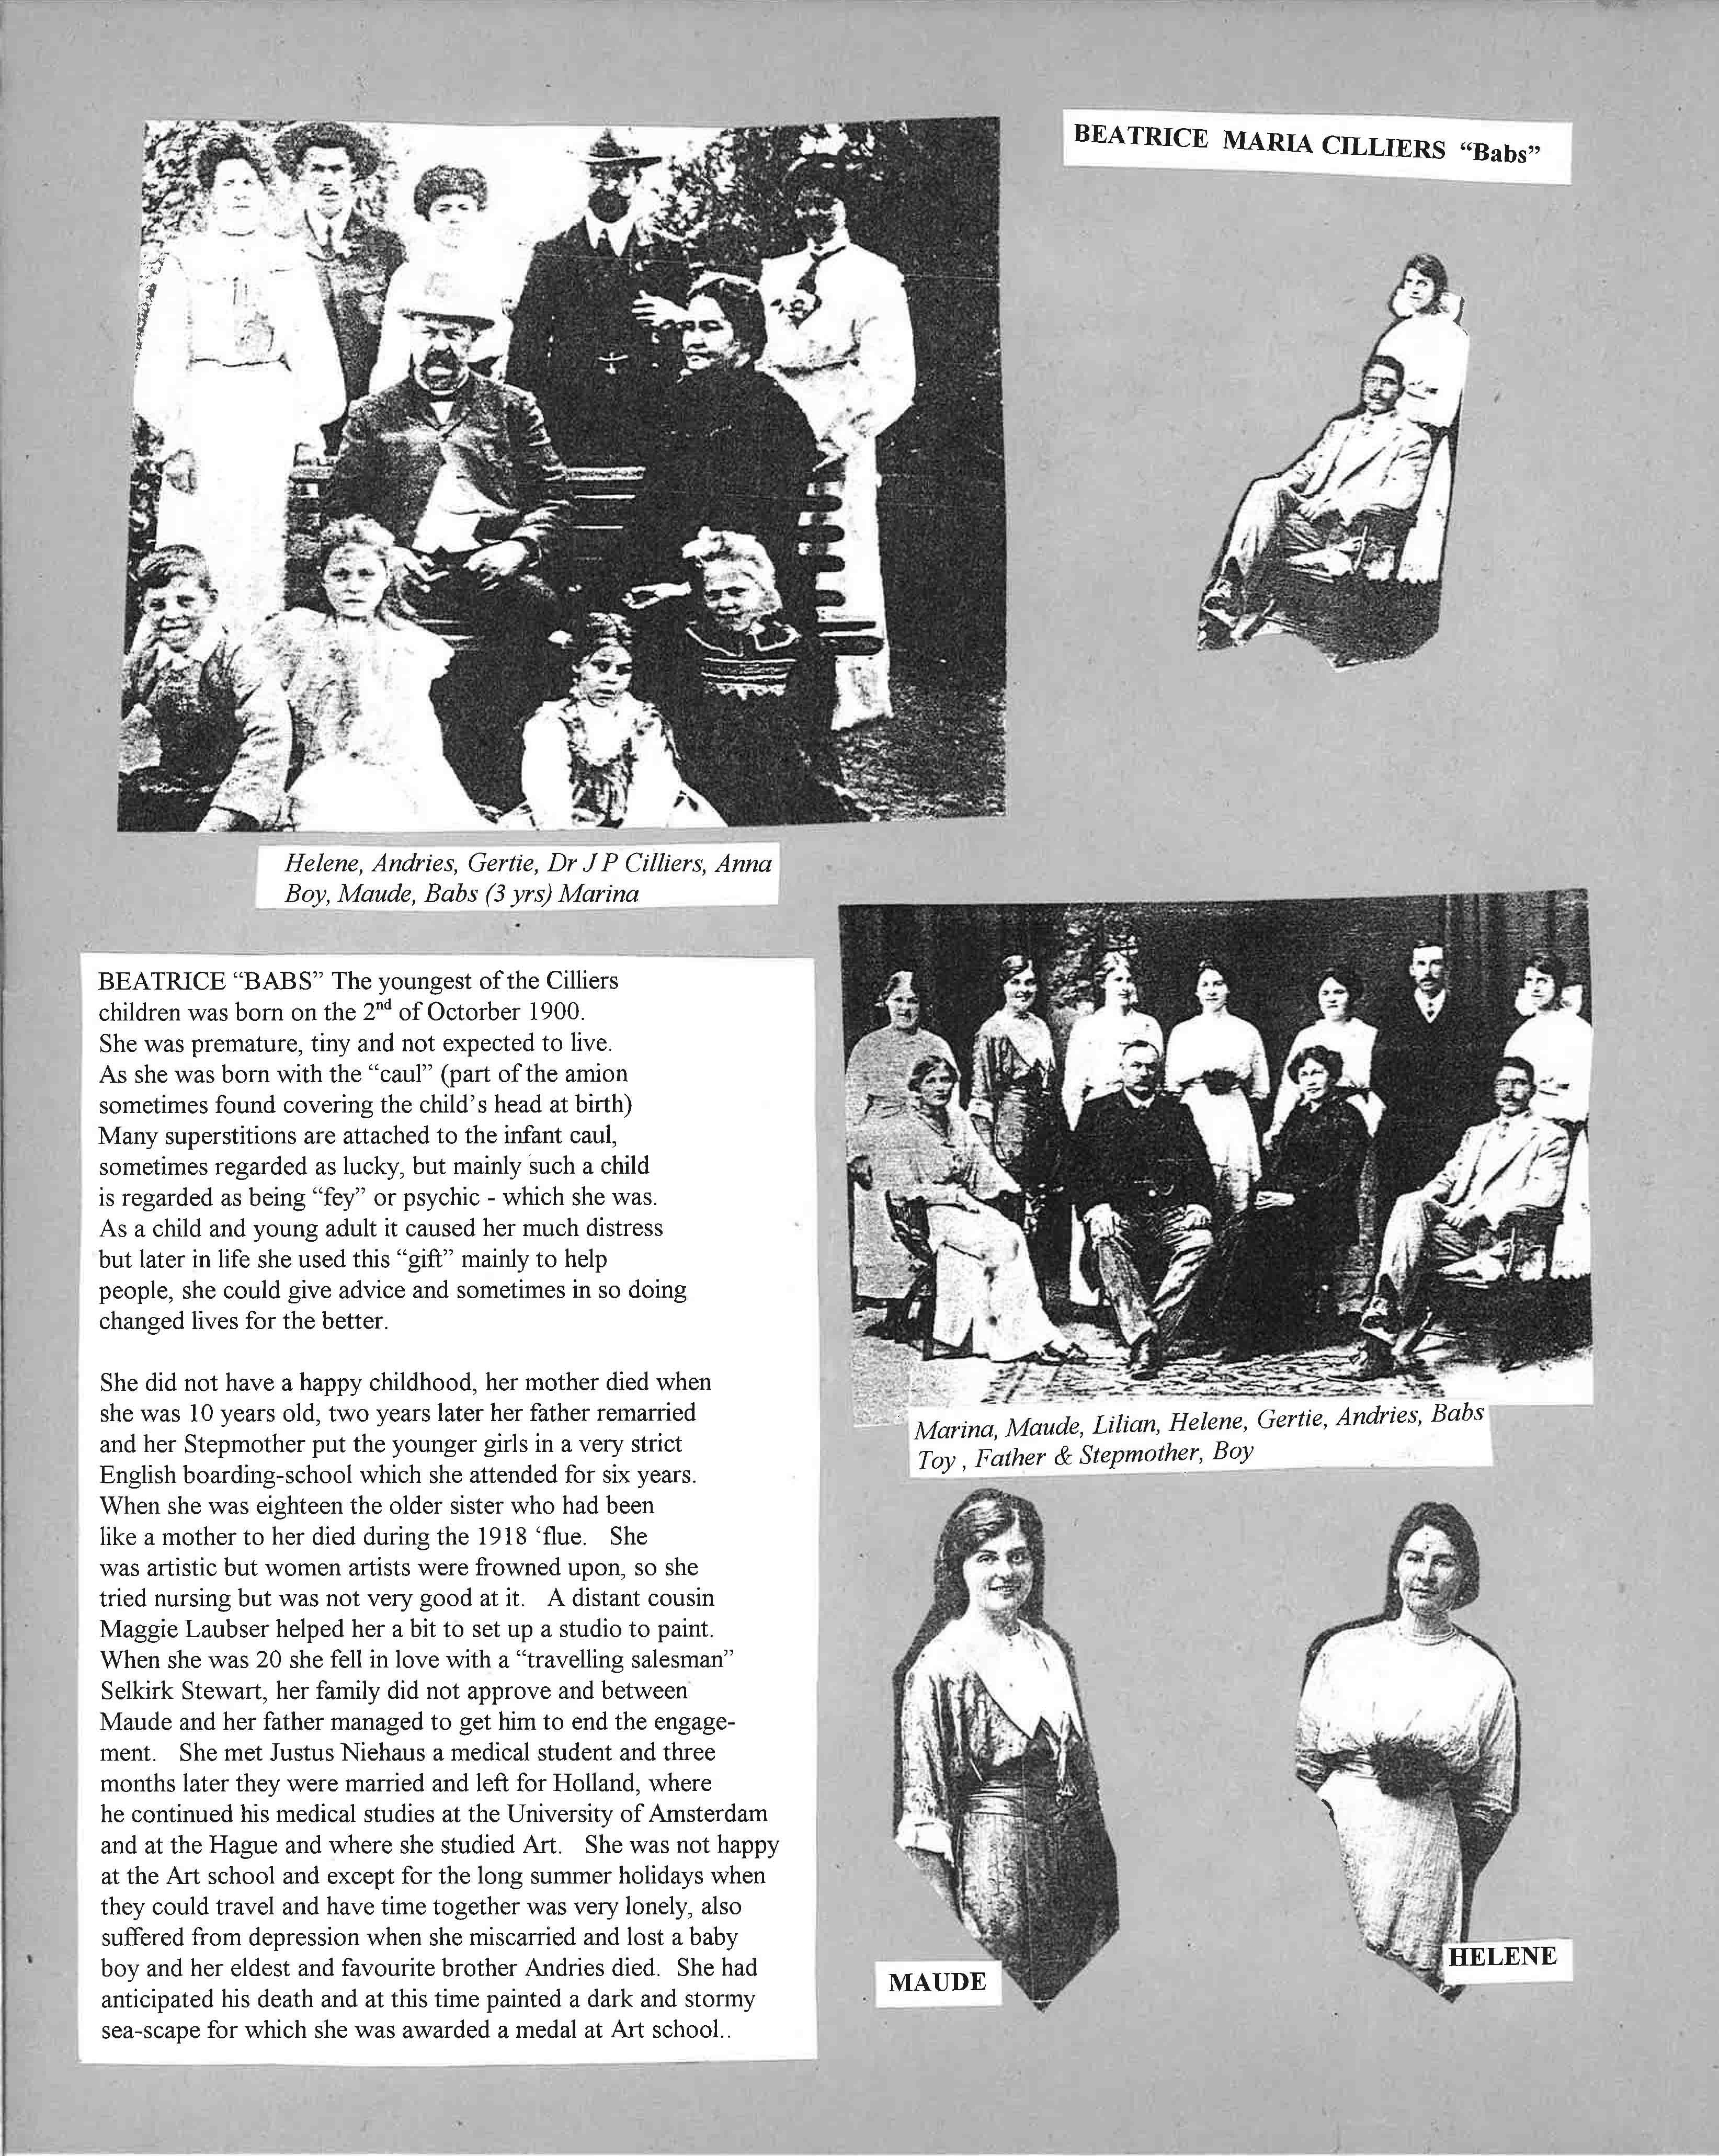 BEATRICE MARIA CILLIERS “Babs”
Helene, Andries, Gertie, Dr J P Cilliers, Anna
Boy, Maude, Babs (3 yrs) Marina
BEATRICE “BABS” The youngest of the Cilliers
children was born on the 2nd of Octorber 1900.
She was premature, tiny and not expected to live.
As she was born with the “caul” (part of the amion
sometimes found covering the child’s head at birth)
Many superstitions are attached to the infant caul,
sometimes regarded as lucky, but mainly such a child
is regarded as being “fey” or psychic - which she was.
As a child and young adult it caused her much distress
but later in life she used this “gift” mainly to help
people, she could give advice and sometimes in so doing
changed lives for the better.
She did not have a happy childhood, her mother died when
she was 10 years old, two years later her father remarried
and her Stepmother put the younger girls in a very strict
English boarding-school which she attended for six years.
When she was eighteen the older sister who had been
like a mother to her died during the 1918 ‘flue. She
was artistic but women artists were frowned upon, so she
tried nursing but was not very good at it. A distant cousin
Maggie Laubser helped her a bit to set up a studio to paint.
When she was 20 she fell in love with a “travelling salesman”
Selkirk Stewart, her family did not approve and between
Maude and her father managed to get him to end the engage-
ment. She met Justus Niehaus a medical student and three
months later they were married and left for Holland, where
he continued his medical studies at the University of Amsterdam
and at the Hague and where she studied Art. She was not happy
at the Art school and except for the long summer holidays when
they could travel and have time together was very lonely, also
suffered from depression when she miscarried and lost a baby
boy and her eldest and favourite brother Andries died. She had
anticipated his death and at this time painted a dark and stormy
sea-scape for which she was awarded a medal at Art school..
Marina, Maude, Lilian, Helene, Gertie, Andries, Babs
Toy , Father & Stepmother, Boy
MAUDE
HELENE